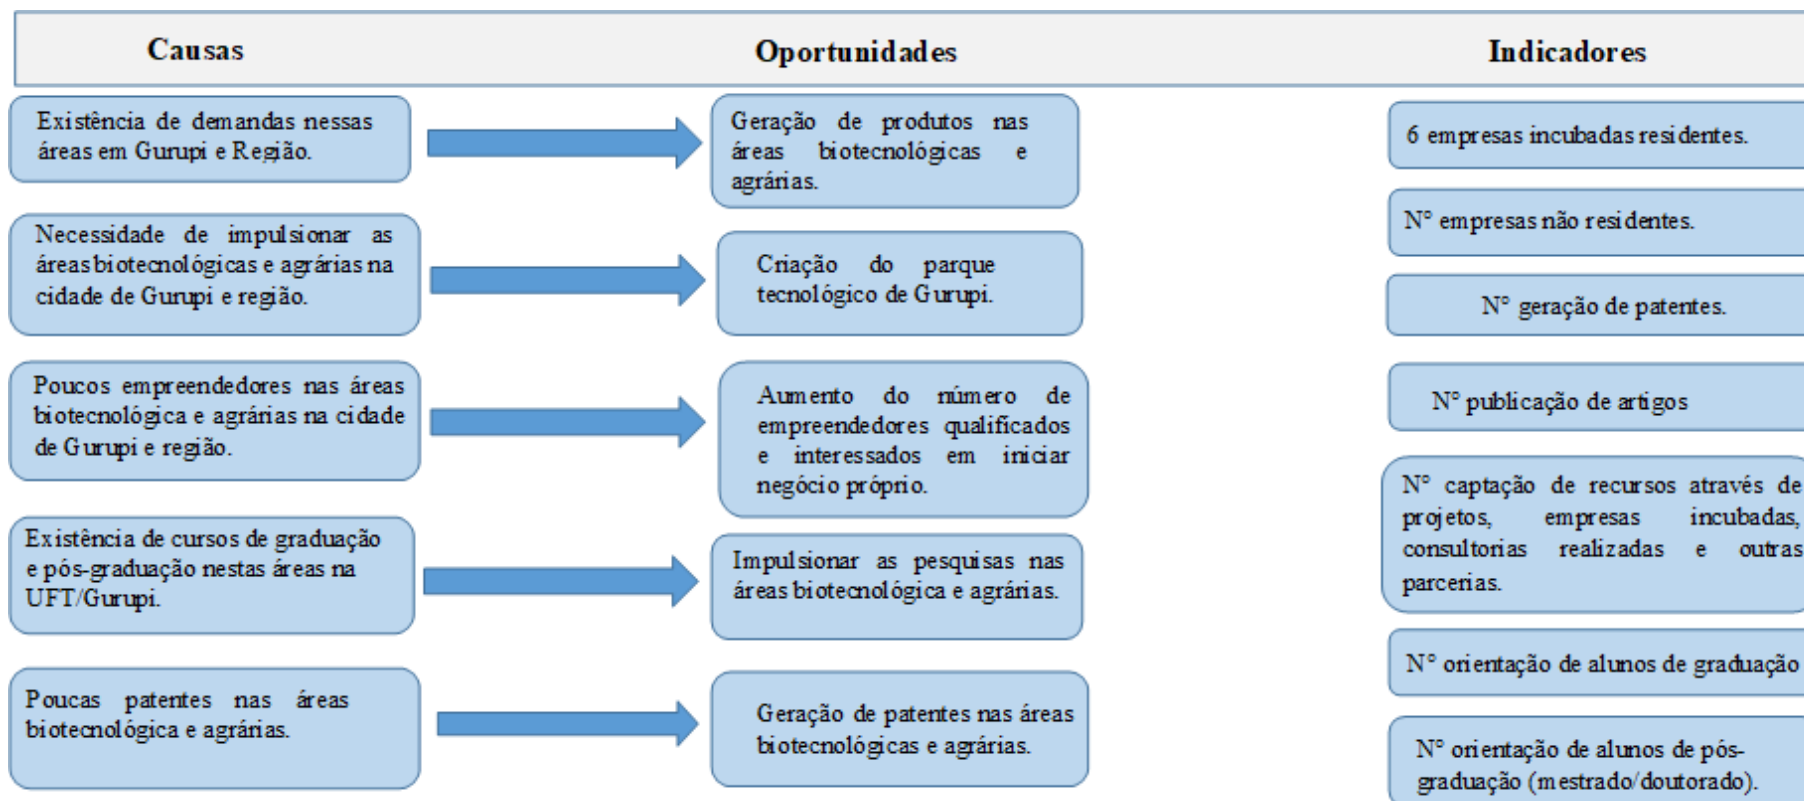 Causas
Oportunidades
Indicadores
Existência de demandas nessas
áreas em Gurupi e Região.
Geração de produtos nas
áreas biotecnológicas e
agrárias.
6 empresas incubadas residentes.
Necessidade de impulsionar as
áreas biotecnológicas e agrárias na
cidade de Gurupi e região.
Criação do parque
tecnológico de Gurupi.
N° empresas não residentes.
N° geração de patentes.
Poucos empreendedores nas áreas
biotecnológica e agrárias na cidade
de Gurupi e região.
Aumento do número de
empreendedores qualificados
e interessados em iniciar
negócio próprio.
N° publicação de artigos
N° captação de recursos através de
projetos, empresas incubadas,
consultorias realizadas e outras
parcerias.
Existência de cursos de graduação
e pós-graduação nestas áreas na
UFT/Gurupi.
Impulsionar as pesquisas nas
áreas biotecnológica e agrárias.
N° orientação de alunos de graduação
Poucas patentes nas áreas
biotecnológica e agrárias.
Geração de patentes nas áreas
biotecnológicas e agrárias.
N° orientação de alunos de pós-
graduação (mestrado/doutorado).